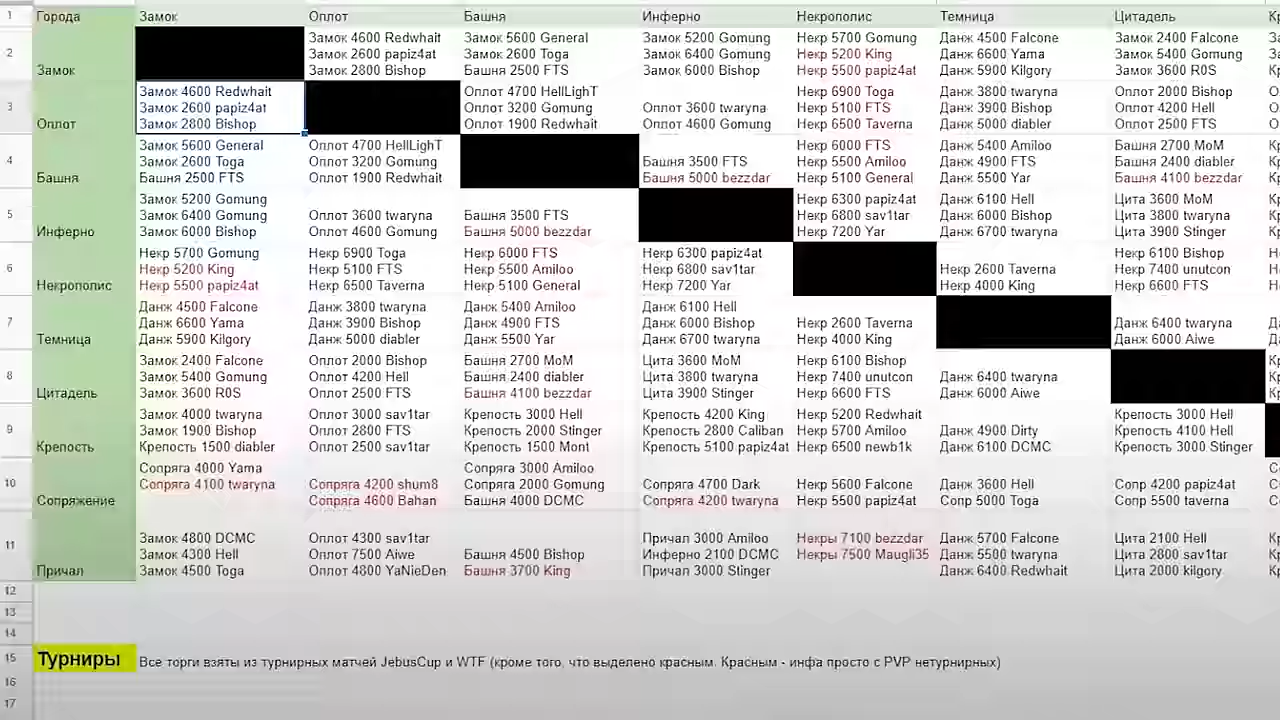 1 Города Замок Оплот Башня Инферно Некрополис Темница Цитадель
Замок 4600 Redwhait Замок 5600 General Замок 5200 Gomung Некр 5700 Gomung Данж 4500 Falcone Замок 2400 Falcone
2 Замок 2600 papiz4at Замок 2600 Toga Замок 6400 Gomung Некр 5200 King Данж 6600 Yama Замок 5400 Gomung
Замок Замок 2800 Bishop Башня 2500 FTS Замок 6000 Bishop Некр 5500 papiz4at Данж 5900 Kilgory Замок 3600 R0S
Замок 4600 Redwhait Оплот 4700 HellLighT Некр 6900 Toga Данж 3800 twaryna Оплот 2000 Bishop
3 Замок 2600 papiz4at Оплот 3200 Gomung Оплот 3600 twaryna Некр 5100 FTS Данж 3900 Bishop Оплот 4200 Hell
Оплот Замок 2800 Bishop Оплот 1900 Redwhait Оплот 4600 Gomung Некр 6500 Taverna Данж 5000 diabler Оплот 2500 FTS
Замок 5600 General Оплот 4700 HellLighT Некр 6000 FTS Данж 5400 Amiloo Башня 2700 MoM
4 Замок 2600 Toga Оплот 3200 Gomung Башня 3500 FTS Некр 5500 Amiloo Данж 4900 FTS Башня 2400 diabler
Башня Башня 2500 FTS Оплот 1900 Redwhait Башня 5000 bezzdar Некр 5100 General Данж 5500 Yar Башня 4100 bezzdar
Замок 5200 Gomung Некр 6300 papiz4at Данж 6100 Hell Цита 3600 MoM
5 Замок 6400 Gomung Оплот 3600 twaryna Башня 3500 FTS Некр 6800 sav1tar Данж 6000 Bishop Цита 3800 twaryna
Инферно Замок 6000 Bishop Оплот 4600 Gomung Башня 5000 bezzdar Некр 7200 Yar Данж 6700 twaryna Цита 3900 Stinger
Некр 5700 Gomung Некр 6900 Toga Некр 6000 FTS Некр 6300 papiz4at Некр 6100 Bishop
6 Некр 5200 King Некр 5100 FTS Некр 5500 Amiloo Некр 6800 sav1tar Некр 2600 Taverna Некр 7400 unutcon
Некрополис Некр 5500 papiz4at Некр 6500 Taverna Некр 5100 General Некр 7200 Yar Некр 4000 King Некр 6600 FTS
Данж 4500 Falcone Данж 3800 twaryna Данж 5400 Amiloo Данж 6100 Hell
7 Данж 6600 Yama Данж 3900 Bishop Данж 4900 FTS Данж 6000 Bishop Некр 2600 Taverna Данж 6400 twaryna
Темница Данж 5900 Kilgory Данж 5000 diabler Данж 5500 Yar Данж 6700 twaryna Некр 4000 King Данж 6000 Aiwe
Замок 2400 Falcone Оплот 2000 Bishop Башня 2700 MoM Цита 3600 MoM Некр 6100 Bishop
8 Замок 5400 Gomung Оплот 4200 Hell Башня 2400 diabler Цита 3800 twaryna Некр 7400 unutcon Данж 6400 twaryna
Цитадель Замок 3600 R0S Оплот 2500 FTS Башня 4100 bezzdar Цита 3900 Stinger Некр 6600 FTS Данж 6000 Aiwe
Замок 4000 twaryna Оплот 3000 sav1tar Крепость 3000 Hell Крепость 4200 King Некр 5200 Redwhait Крепость 3000 Hell
9 Замок 1900 Bishop Оплот 2800 FTS Крепость 2000 Stinger Крепость 2800 Caliban Некр 5700 Amiloo Данж 4900 Dirty Крепость 4100 Hell
Крепость Крепость 1500 diabler Оплот 2500 sav1tar Крепость 1500 Mont Крепость 5100 papiz4at Некр 6500 newb1k Данж 6100 DCMC Крепость 3000 Stinger
Сопряга 4000 Yama Сопряга 3000 Amiloo
10 Сопряга 4100 twaryna Сопряга 4200 shum8 Сопряга 2000 Gomung Сопряга 4700 Dark Некр 5600 Falcone Данж 3600 Hell Сопр 4200 papiz4at
Сопряжение Сопряга 4600 Bahan Башня 4000 DCMC Сопряга 4200 twaryna Некр 5500 papiz4at Сопр 5000 Toga Сопр 5500 taverna
Замок 4800 DCMC Оплот 4300 sav1tar Причал 3000 Amiloo Некры 7100 bezzdar Данж 5700 Falcone Цита 2100 Hell
11 Замок 4300 Hell Оплот 7500 Aiwe Башня 4500 Bishop Инферно 2100 DCMC Некры 7500 Maugli35 Данж 5500 twaryna Цита 2800 sav1tar
Причал Замок 4500 Toga Оплот 4800 YaNieDen Башня 3700 King Причал 3000 Stinger Данж 6400 Redwhait Цита 2000 kilgory
12
13
14
15 Турниры Все торги взяты из турнирных матчей JebusCup и WTF (кроме того, что выделено красным. Красным - инфа просто с PVP нетурнирных)
16
17